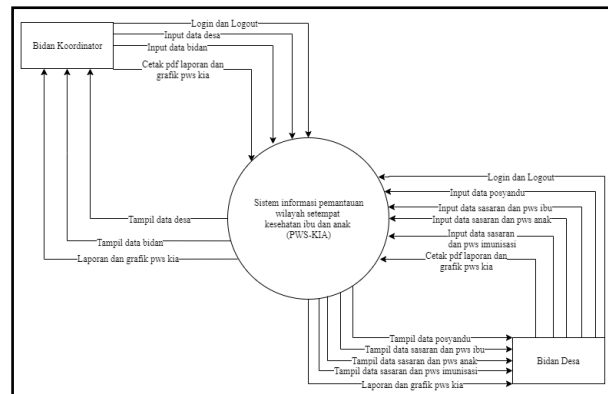 Login dan Logout
Input data desa
Input data bidan
Cetak pdf laporan dan
grafik pws kia
Bidan Koordinator
Sistem informasi pemantauan
wilayah setempat
kesehatan ibu dan anak
(PWS-KIA)
Tampil data desa
Tampil data bidan
Laporan dan grafik pws kia
Login dan Logout
Input data posyandu
Input data sasaran dan pws ibu
Input data sasaran dan pws anak
Input data sasaran
dan pws imunisasi
Cetak pdf laporan dan
grafik pws kia
Tampil data posyandu
Tampil data sasaran dan pws ibu
Tampil data sasaran dan pws anak
Tampil data sasaran dan pws imunisasi
Laporan dan grafik pws kia
Bidan Desa